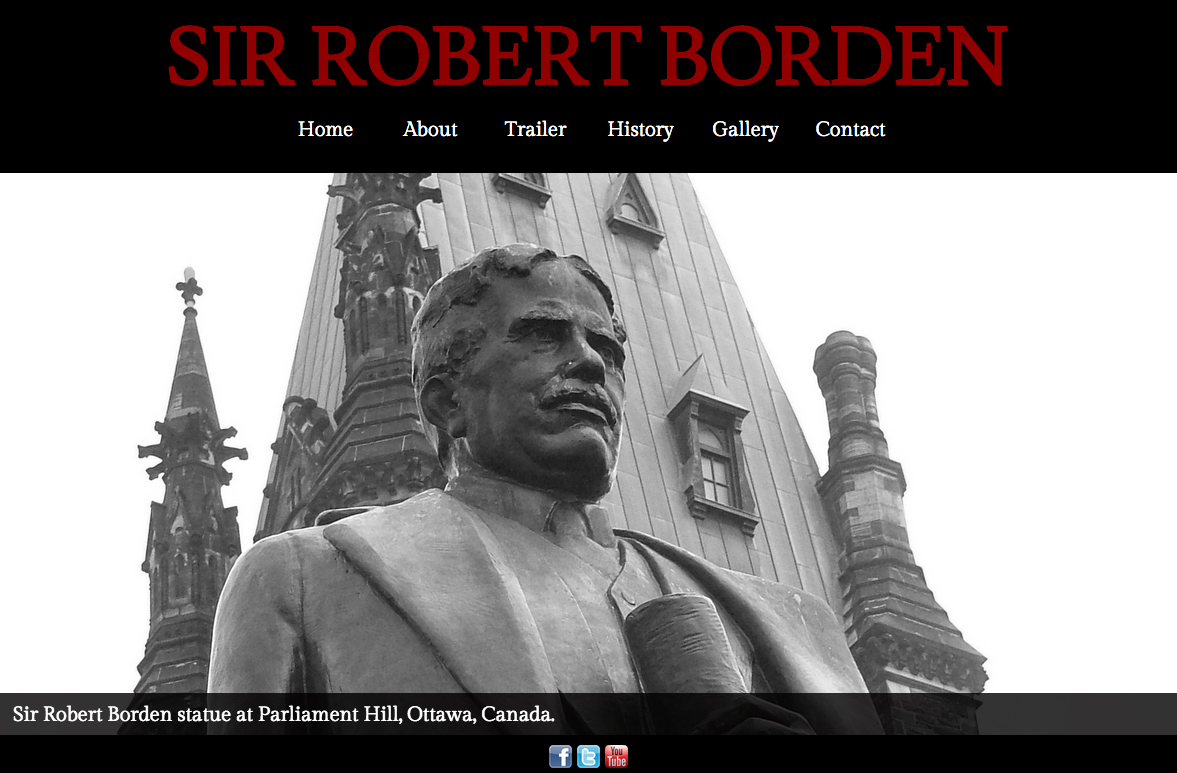 SIR ROBERT BORDEN
Home About Trailer History Gallery Contact
Sir Robert Borden statue at Parliament Hill, Ottawa, Canada.
f t You
Tube